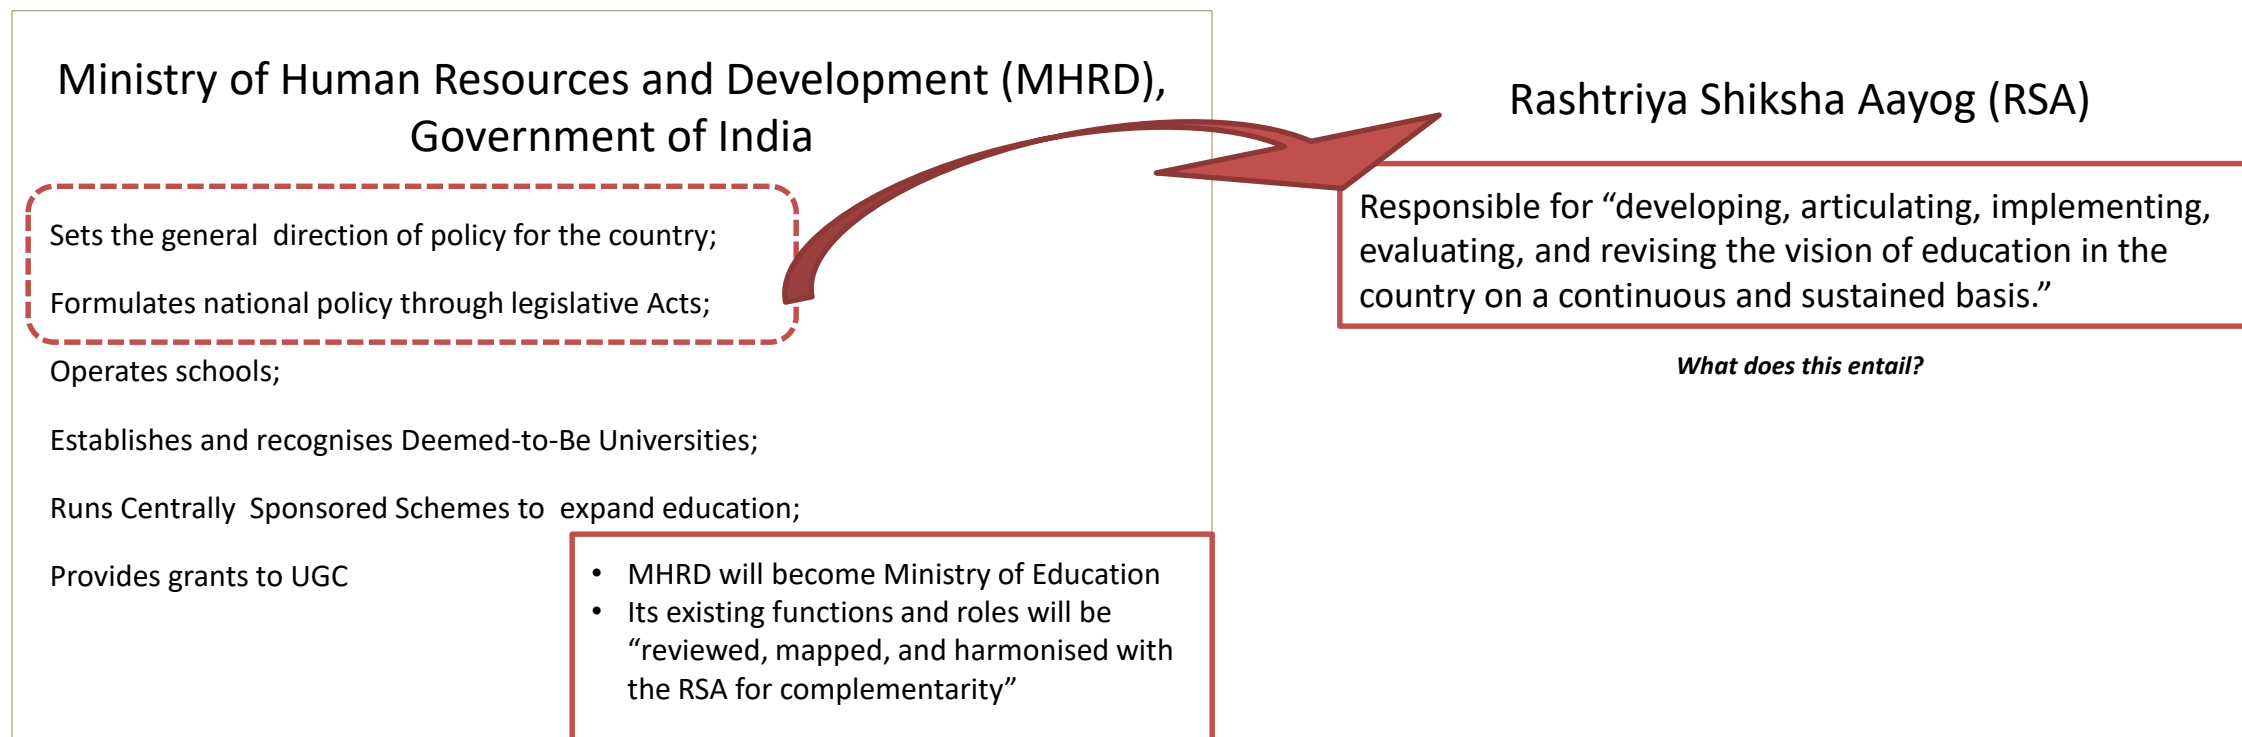 Ministry of Human Resources and Development (MHRD),
Government of India
Sets the general direction of policy for the country;
Formulates national policy through legislative Acts;
Operates schools;
Establishes and recognises Deemed-to-Be Universities;
Runs Centrally Sponsored Schemes to expand education;
Provides grants to UGC
• MHRD will become Ministry of Education
• Its existing functions and roles will be
“reviewed, mapped, and harmonised with
the RSA for complementarity”
Rashtriya Shiksha Aayog (RSA)
Responsible for “developing, articulating, implementing,
evaluating, and revising the vision of education in the
country on a continuous and sustained basis.”
What does this entail?